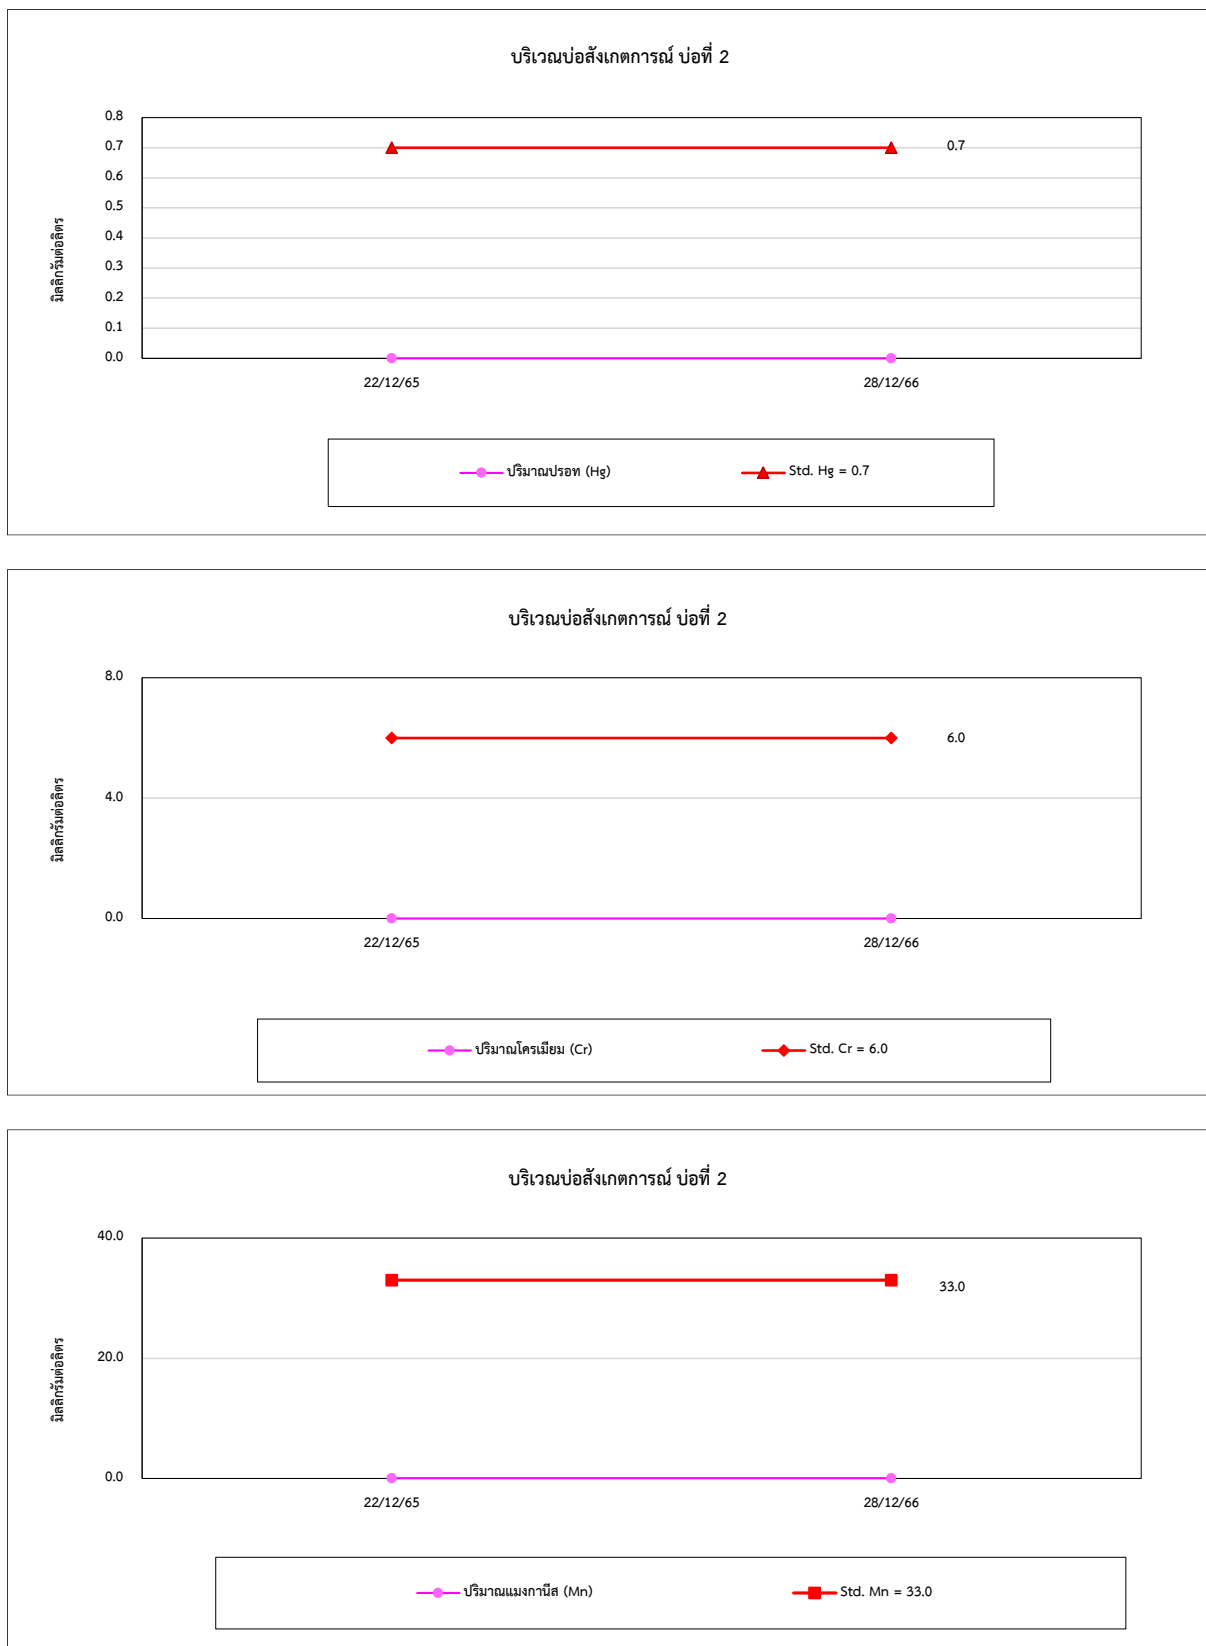 บริเวณบ่อสังเกตการณ์ บ่อที่ 2
0.8
0.7
0.7
0.6
0.5
0.4
0.3
0.2
0.1
0.0
มิลลิกรัมต่อลิตร
22/12/65 28/12/66
ปริมาณปรอท (Hg) Std. Hg = 0.7
บริเวณบ่อสังเกตการณ์ บ่อที่ 2
8.0
6.0
4.0
0.0
มิลลิกรัมต่อลิตร
22/12/65 28/12/66
ปริมาณโครเมียม (Cr) Std. Cr = 6.0
บริเวณบ่อสังเกตการณ์ บ่อที่ 2
40.0
33.0
20.0
0.0
มิลลิกรัมต่อลิตร
22/12/65 28/12/66
ปริมาณแมงกานีส (Mn) Std. Mn = 33.0